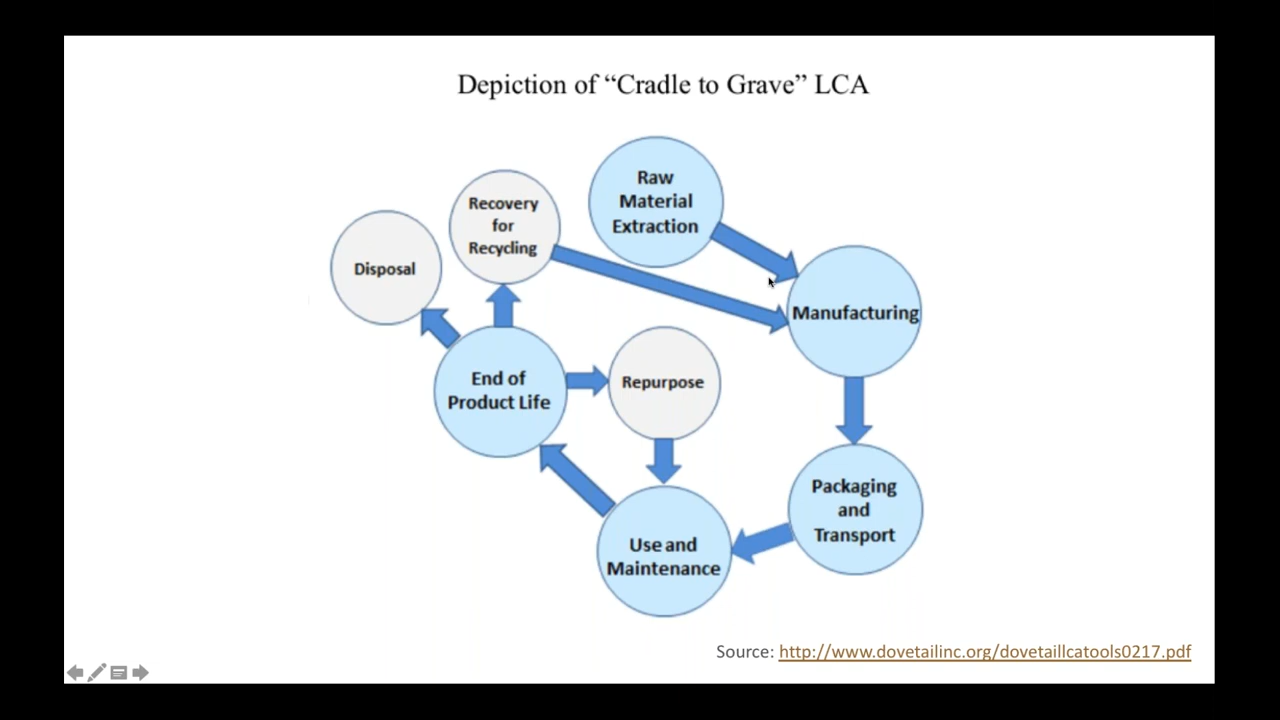 Depiction of “Cradle to Grave” LCA
Raw
Material
Extraction
Recovery
for
Recycling
Disposal
Manufacturing
End of
Product Life
Repurpose
Packaging
and
Transport
Use and
Maintenance
Source: http://www.dovetailinc.org/dovetaillcatools0217.pdf